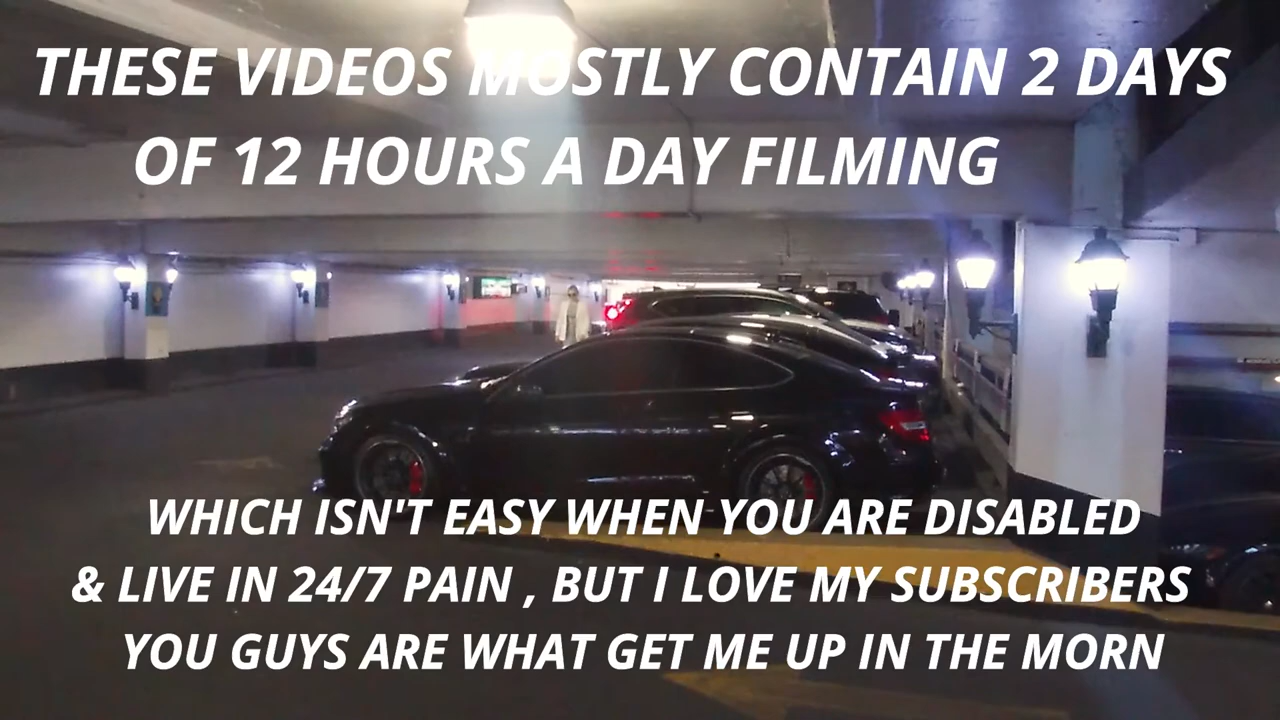 THESE VIDEOS MOSTLY CONTAIN 2 DAYS
OF 12 HOURS A DAY FILMING
WHICH ISN'T EASY WHEN YOU ARE DISABLED
& LIVE IN 24/7 PAIN , BUT I LOVE MY SUBSCRIBERS
YOU GUYS ARE WHAT GET ME UP IN THE MORN